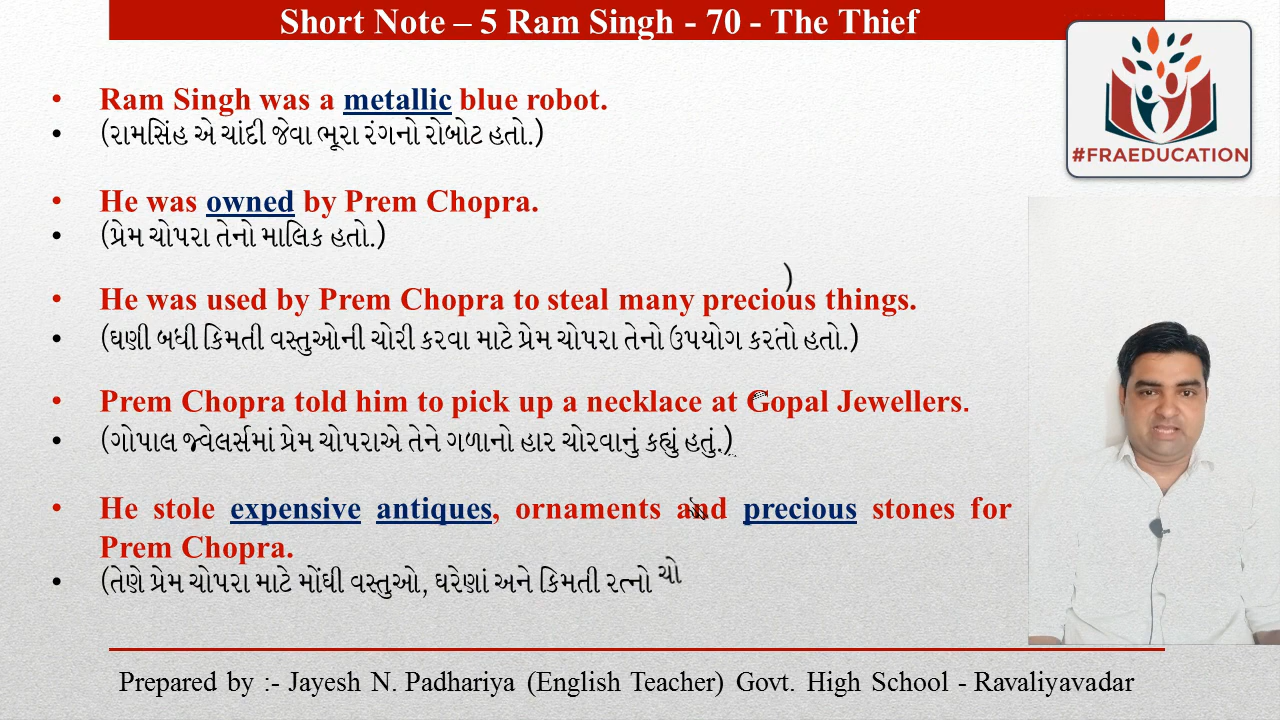 Short Note – 5 Ram Singh - 70 - The Thief
#FRAEDUCATION
• Ram Singh was a metallic blue robot.
• (રામસિંહ એ ચાંદી જેવા ભૂરા રંગનો રોબોટ હતો.)
• He was owned by Prem Chopra.
• (પ્રેમ ચોપરા તેનો માલિક હતો.)
)
• He was used by Prem Chopra to steal many precious things.
• (ઘણી બધી કિમતી વસ્તુઓની ચોરી કરવા માટે પ્રેમ ચોપરા તેનો ઉપયોગ કરતો હતો.)
• Prem Chopra told him to pick up a necklace at Gopal Jewellers.
• (ગોપાલ જ્વેલર્સમાં પ્રેમ ચોપરાએ તેને ગળાનો હાર ચોરવાનું કહ્યું હતું.)
• He stole expensive antiques, ornaments and precious stones for
Prem Chopra.
• (તેણે પ્રેમ ચોપરા માટે મોંઘી વસ્તુઓ, ઘરેણાં અને કિમતી રત્નો ચો
Prepared by :- Jayesh N. Padhariya (English Teacher) Govt. High School - Ravaliyavadar